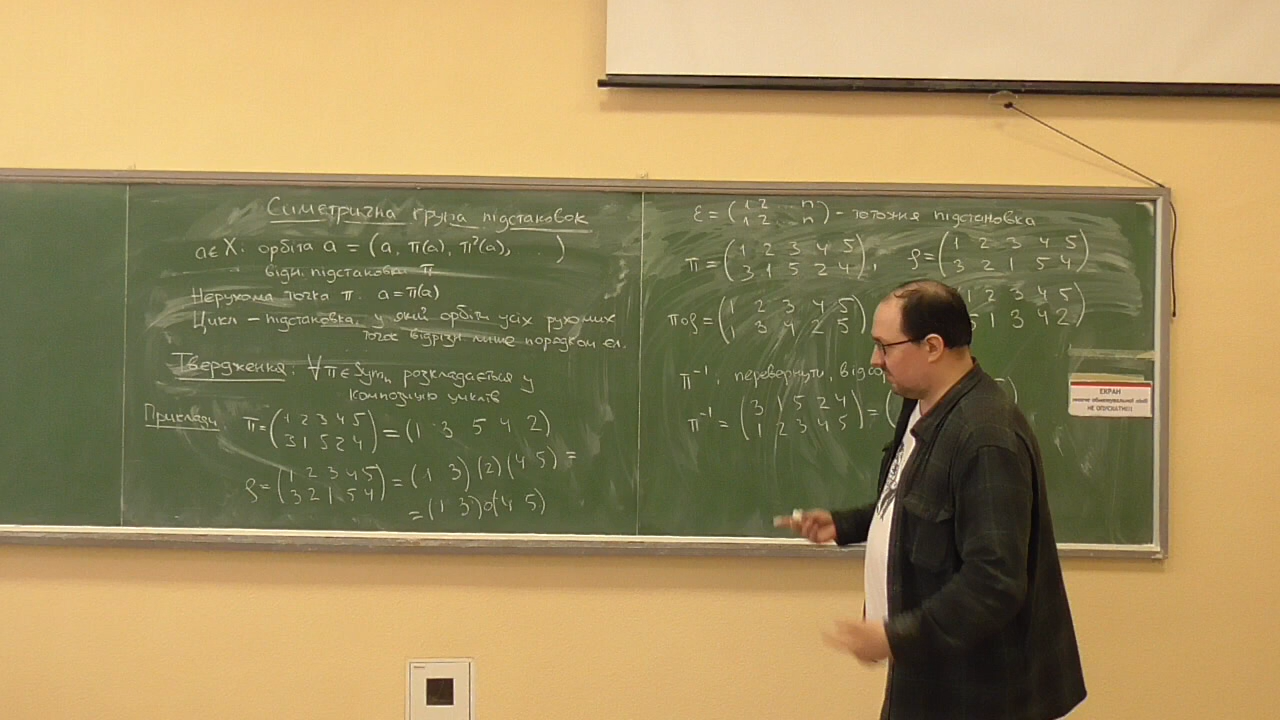 Симетрична група підстановок
a∈X: орбіта a = (a, π(a), π²(a), ... )
відн. підстановки π
Нерухома точка π. a=π(a)
Цикл – підстановка, у якій орбіти усіх рухомих
точок відрізн. лише порядком ел.
Твердження: ∀π∈Symₙ розкладається у
композицію циклів
Приклади π=(1 2 3 4 5
3 1 5 2 4)=(1 3 5 4 2)
ρ=(1 2 3 4 5
3 2 1 5 4)=(1 3)(2)(4 5)=
=(1 3)∘(4 5)
ε=(1 2 ... n
1 2 ... n) - тотожня підстановка
π=(1 2 3 4 5
3 1 5 2 4), ρ=(1 2 3 4 5
3 2 1 5 4)
π∘ρ=(1 2 3 4 5
1 3 4 2 5)
1 2 3 4 5
5 1 3 4 2)
π⁻¹: перевернути, відсо
π⁻¹=(3 1 5 2 4
1 2 3 4 5)=(
ЕКРАН
НЕ ОПУСКАТИ!!!